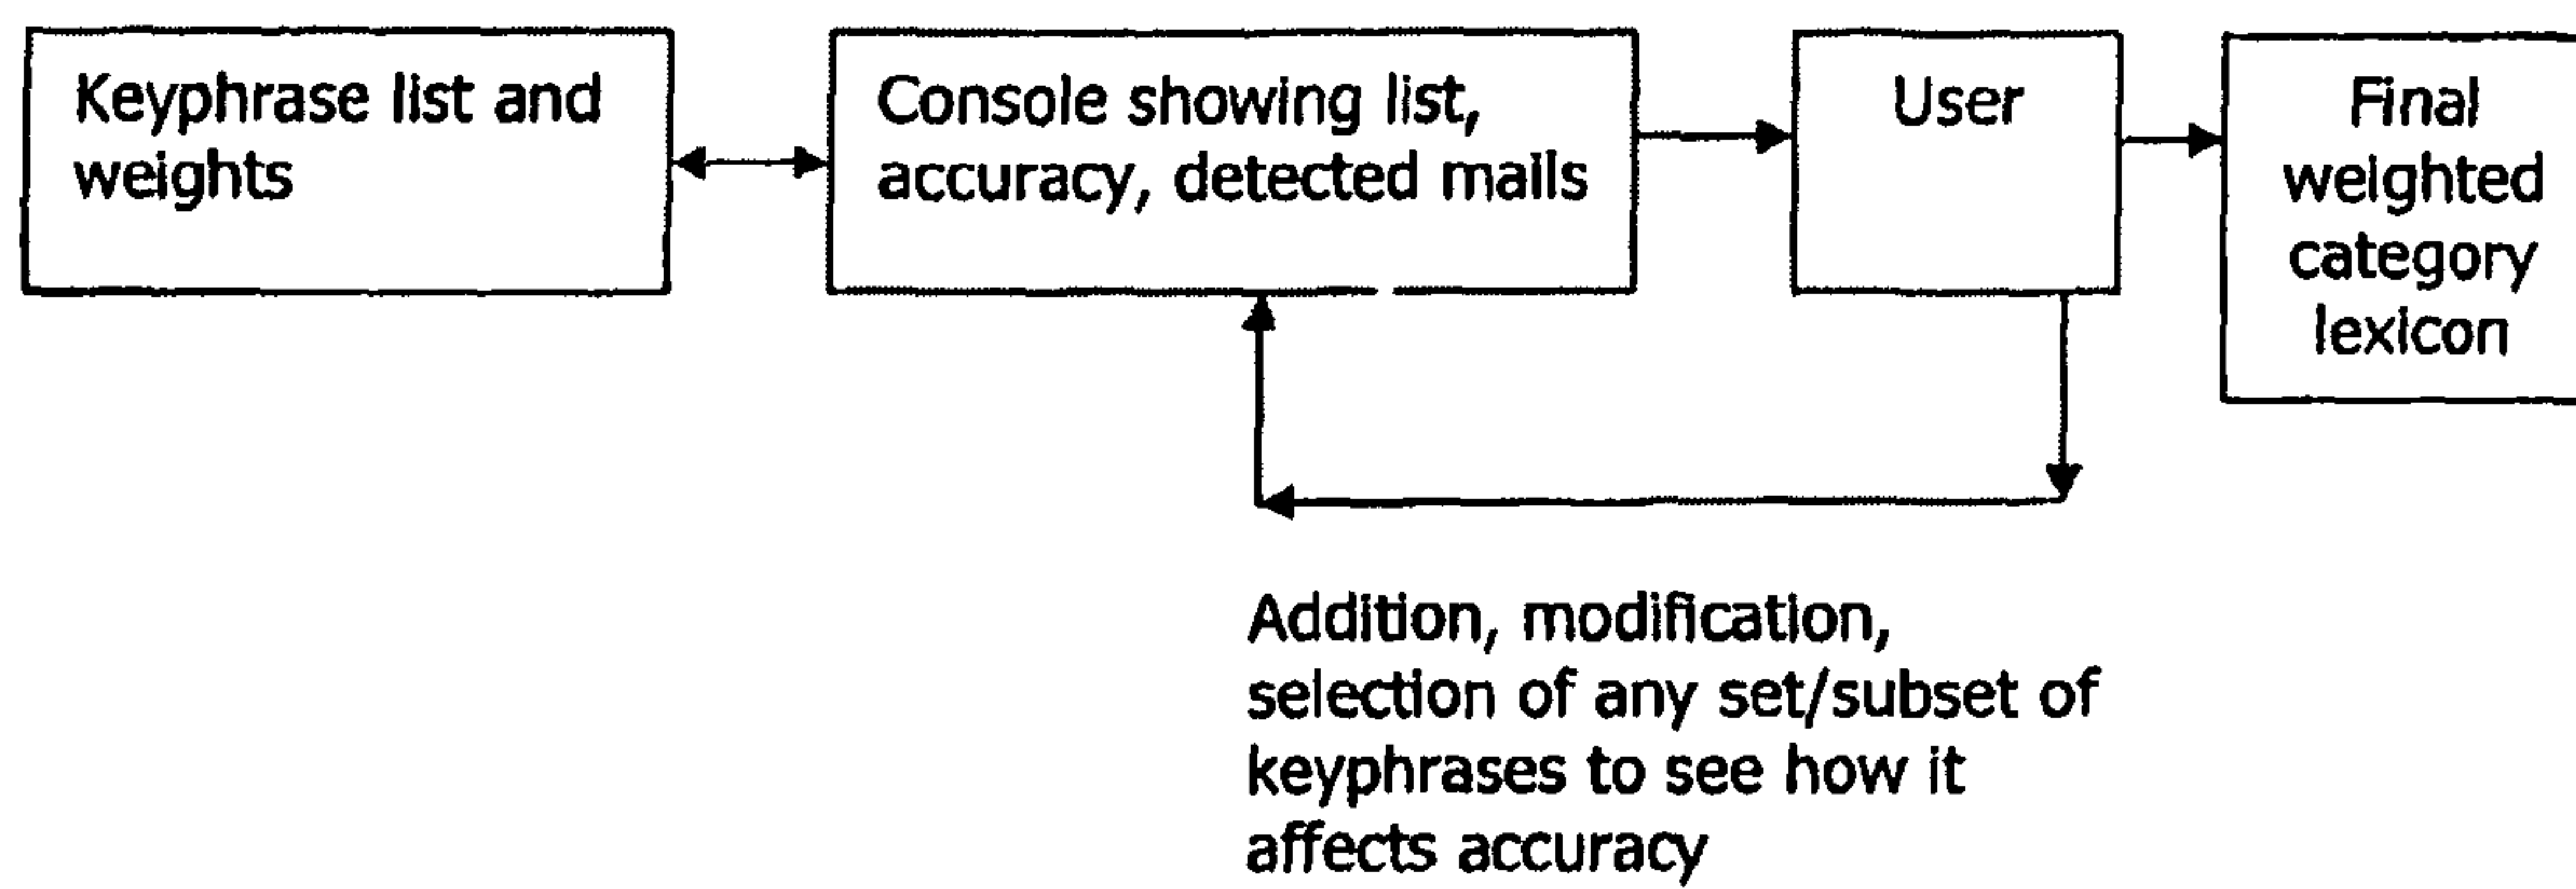 Keyphrase list and
weights
Console showing list,
accuracy, detected mails
User
Final
weighted
category
lexicon
Addition, modification,
selection of any set/subset of
keyphrases to see how it
affects accuracy